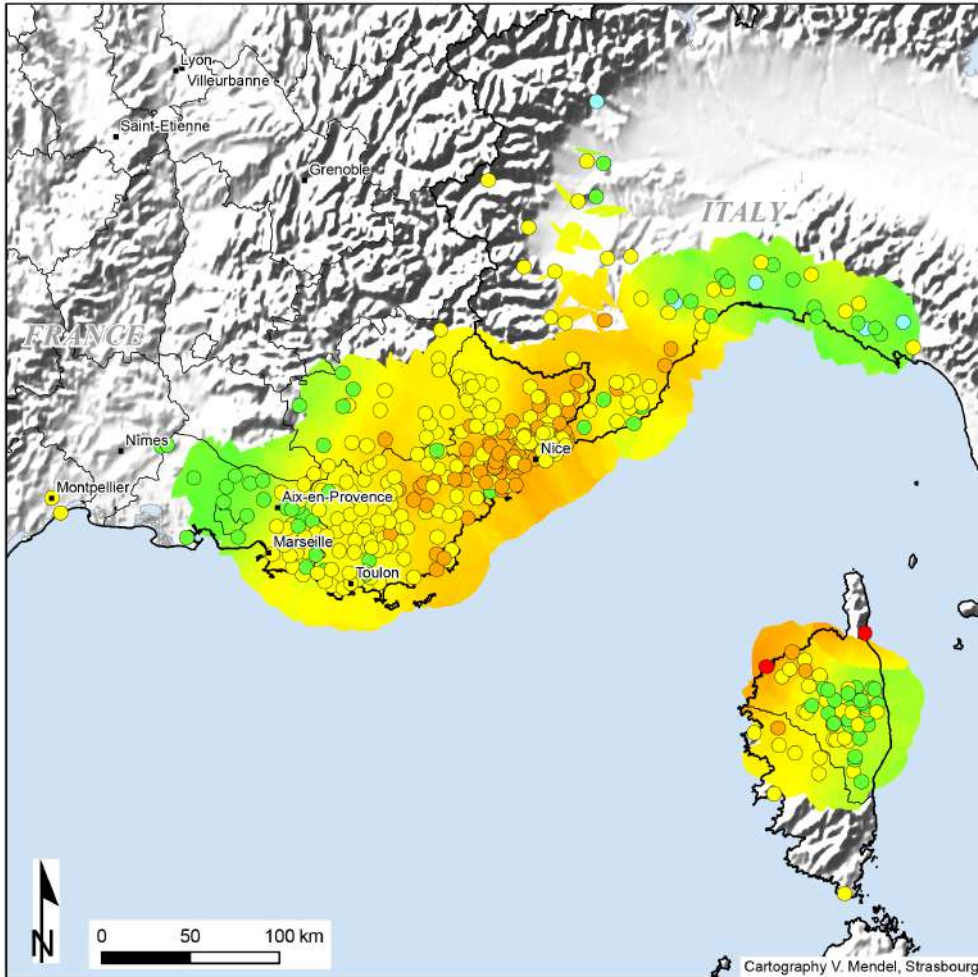 Lyon
Villeurbanne
Saint-Etienne
Grenoble
ITALY
FRANCE
Nîmes
Nice
Montpellier
Aix-en-Provence
Marseille
Toulon
N
0 50 100 km
Cartography V. Mendel, Strasbourg